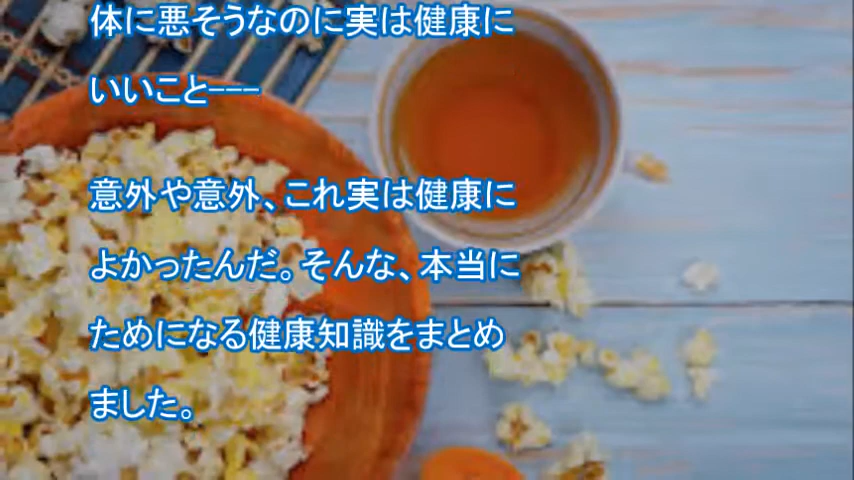 体に悪そうなのに実は健康に
いいこと---
意外や意外、これ実は健康に
よかったんだ。そんな、本当に
ためになる健康知識をまとめ
ました。